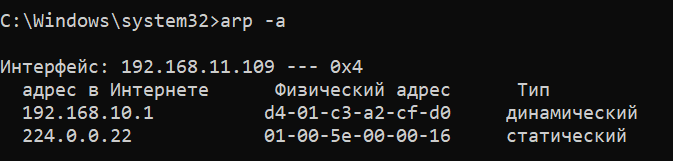 C:\Windows\system32>arp -a
Интерфейс: 192.168.11.109 --- 0x4
адрес в Интернете Физический адрес Тип
192.168.10.1 d4-01-c3-a2-cf-d0 динамический
224.0.0.22 01-00-5e-00-00-16 статический